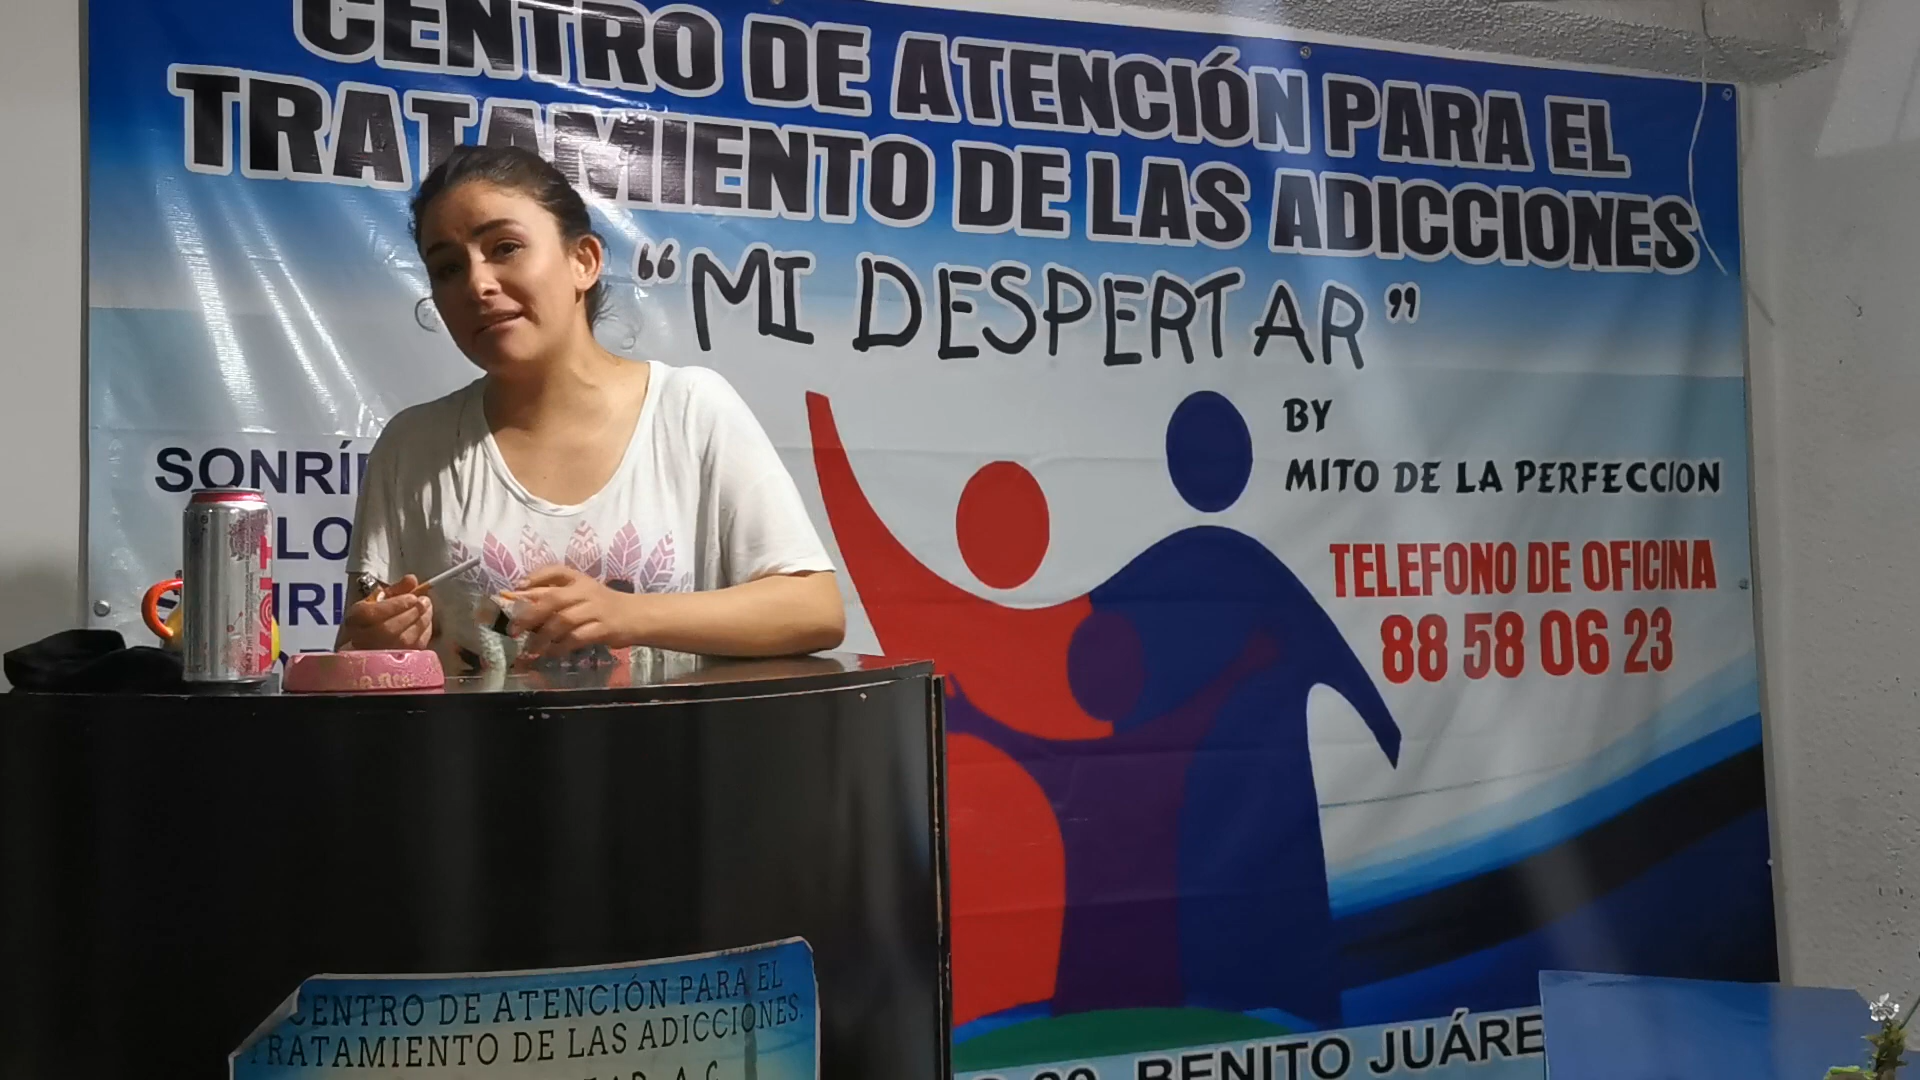 CENTRO DE ATENCIÓN PARA EL
TRATAMIENTO DE LAS ADICCIONES
“MI DESPERTAR”
BY
MITO DE LA PERFECCION
TELEFONO DE OFICINA
88 58 06 23
BENITO JUÁRE
CENTRO DE ATENCIÓN PARA EL
TRATAMIENTO DE LAS ADICCIONES.
A.C.